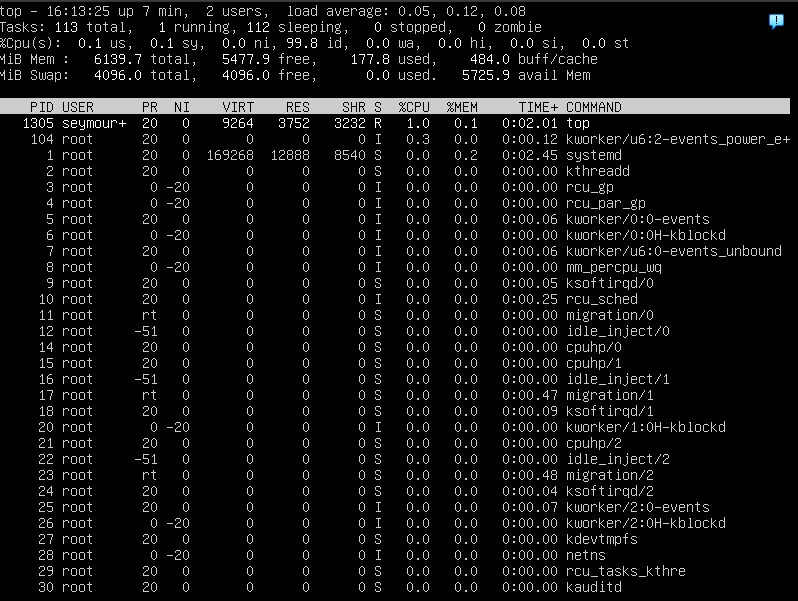 top - 16:13:25 up 7 min,  2 users,  load average: 0.05, 0.12, 0.08
Tasks: 113 total,   1 running, 112 sleeping,   0 stopped,   0 zombie
%Cpu(s):  0.1 us,  0.1 sy,  0.0 ni, 99.8 id,  0.0 wa,  0.0 hi,  0.0 si,  0.0 st
MiB Mem :   6139.7 total,   5477.9 free,    177.8 used,    484.0 buff/cache
MiB Swap:   4096.0 total,   4096.0 free,      0.0 used.   5725.9 avail Mem
PID USER      PR  NI    VIRT    RES    SHR S  %CPU  %MEM     TIME+ COMMAND
1305 seymour+  20   0    9264   3752   3232 R   1.0   0.1   0:02.01 top
104 root      20   0       0      0      0 I   0.3   0.0   0:00.12 kworker/u6:2-events_power_e+
1 root      20   0  169268  12888   8540 S   0.0   0.2   0:02.45 systemd
2 root      20   0       0      0      0 S   0.0   0.0   0:00.00 kthreadd
3 root       0 -20       0      0      0 I   0.0   0.0   0:00.00 rcu_gp
4 root       0 -20       0      0      0 I   0.0   0.0   0:00.00 rcu_par_gp
5 root      20   0       0      0      0 I   0.0   0.0   0:00.06 kworker/0:0-events
6 root       0 -20       0      0      0 I   0.0   0.0   0:00.00 kworker/0:0H-kblockd
7 root      20   0       0      0      0 I   0.0   0.0   0:00.06 kworker/u6:0-events_unbound
8 root       0 -20       0      0      0 I   0.0   0.0   0:00.00 mm_percpu_wq
9 root      20   0       0      0      0 S   0.0   0.0   0:00.05 ksoftirqd/0
10 root      20   0       0      0      0 I   0.0   0.0   0:00.25 rcu_sched
11 root      rt   0       0      0      0 S   0.0   0.0   0:00.00 migration/0
12 root     -51   0       0      0      0 S   0.0   0.0   0:00.00 idle_inject/0
14 root      20   0       0      0      0 S   0.0   0.0   0:00.00 cpuhp/0
15 root      20   0       0      0      0 S   0.0   0.0   0:00.00 cpuhp/1
16 root     -51   0       0      0      0 S   0.0   0.0   0:00.00 idle_inject/1
17 root      rt   0       0      0      0 S   0.0   0.0   0:00.47 migration/1
18 root      20   0       0      0      0 S   0.0   0.0   0:00.09 ksoftirqd/1
20 root       0 -20       0      0      0 I   0.0   0.0   0:00.00 kworker/1:0H-kblockd
21 root      20   0       0      0      0 S   0.0   0.0   0:00.00 cpuhp/2
22 root     -51   0       0      0      0 S   0.0   0.0   0:00.00 idle_inject/2
23 root      rt   0       0      0      0 S   0.0   0.0   0:00.48 migration/2
24 root      20   0       0      0      0 S   0.0   0.0   0:00.04 ksoftirqd/2
25 root      20   0       0      0      0 I   0.0   0.0   0:00.07 kworker/2:0-events
26 root       0 -20       0      0      0 I   0.0   0.0   0:00.00 kworker/2:0H-kblockd
27 root      20   0       0      0      0 S   0.0   0.0   0:00.00 kdevtmpfs
28 root       0 -20       0      0      0 I   0.0   0.0   0:00.00 netns
29 root      20   0       0      0      0 S   0.0   0.0   0:00.00 rcu_tasks_kthre
30 root      20   0       0      0      0 S   0.0   0.0   0:00.00 kauditd